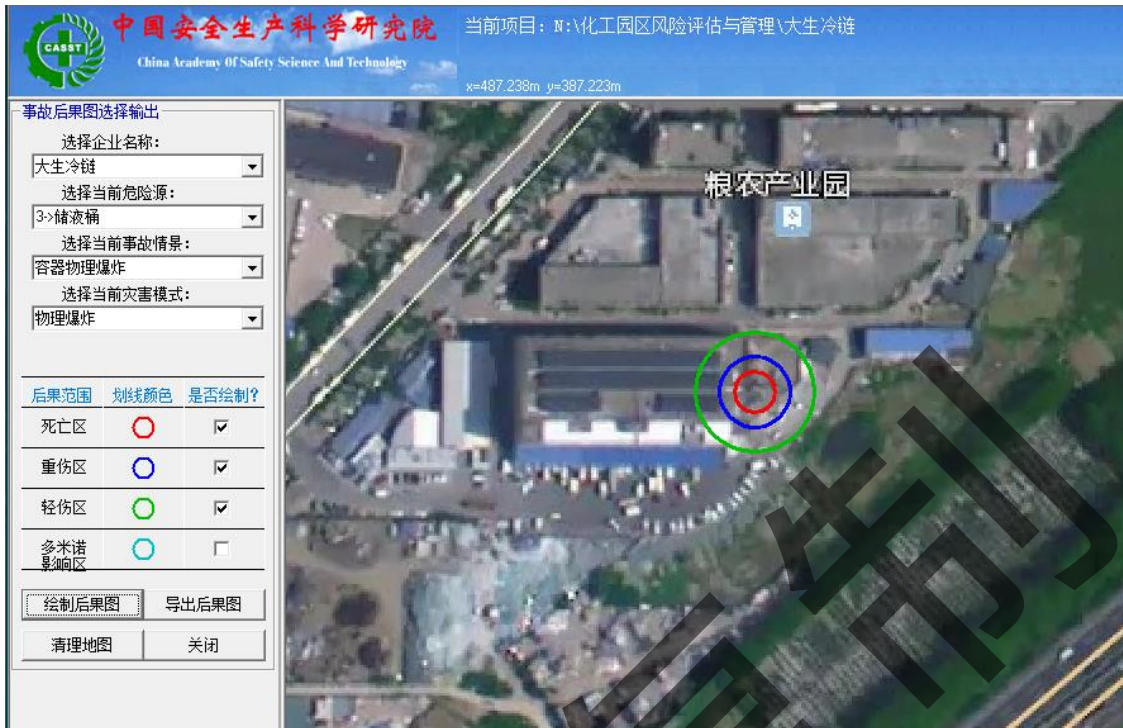 CASST
中国安全生产科学研究院
China Academy Of Safety Science And Technology
当前项目：N:\化工园区风险评估与管理\大生冷链
x=487.238m y=387.223m
事故后果图选择输出
选择企业名称：
大生冷链
选择当前危险源：
3->储液桶
选择当前事故情景：
容器物理爆炸
选择当前灾害模式：
物理爆炸
后果范围 划线颜色 是否绘制?
死亡区
重伤区
轻伤区
多米诺
影响区
绘制后果图 导出后果图
清理地图 关闭
粮农产业园
制